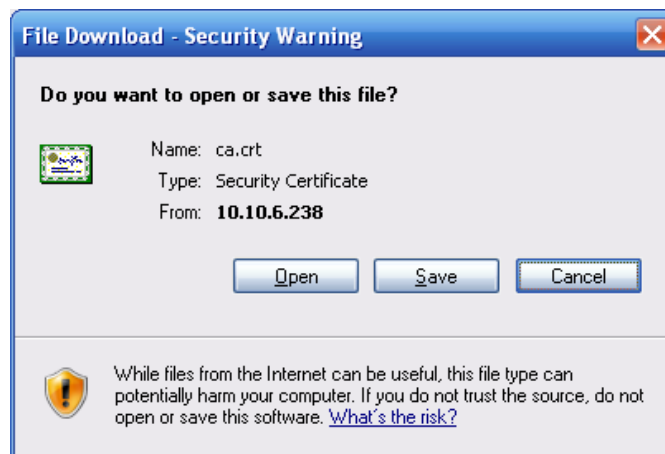 File Download - Security Warning
Do you want to open or save this file?
Name: ca.crt
Type: Security Certificate
From: 10.10.6.238
Open Save Cancel
While files from the Internet can be useful, this file type can
potentially harm your computer. If you do not trust the source, do not
open or save this software. What's the risk?